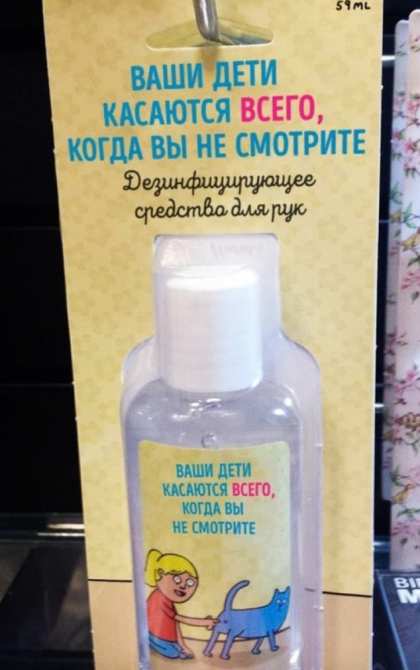 59ML
ВАШИ ДЕТИ
КАСАЮТСЯ ВСЕГО,
КОГДА ВЫ НЕ СМОТРИТЕ
Дезинфицирующее
средство для рук
ВАШИ ДЕТИ
КАСАЮТСЯ ВСЕГО,
КОГДА ВЫ
НЕ СМОТРИТЕ